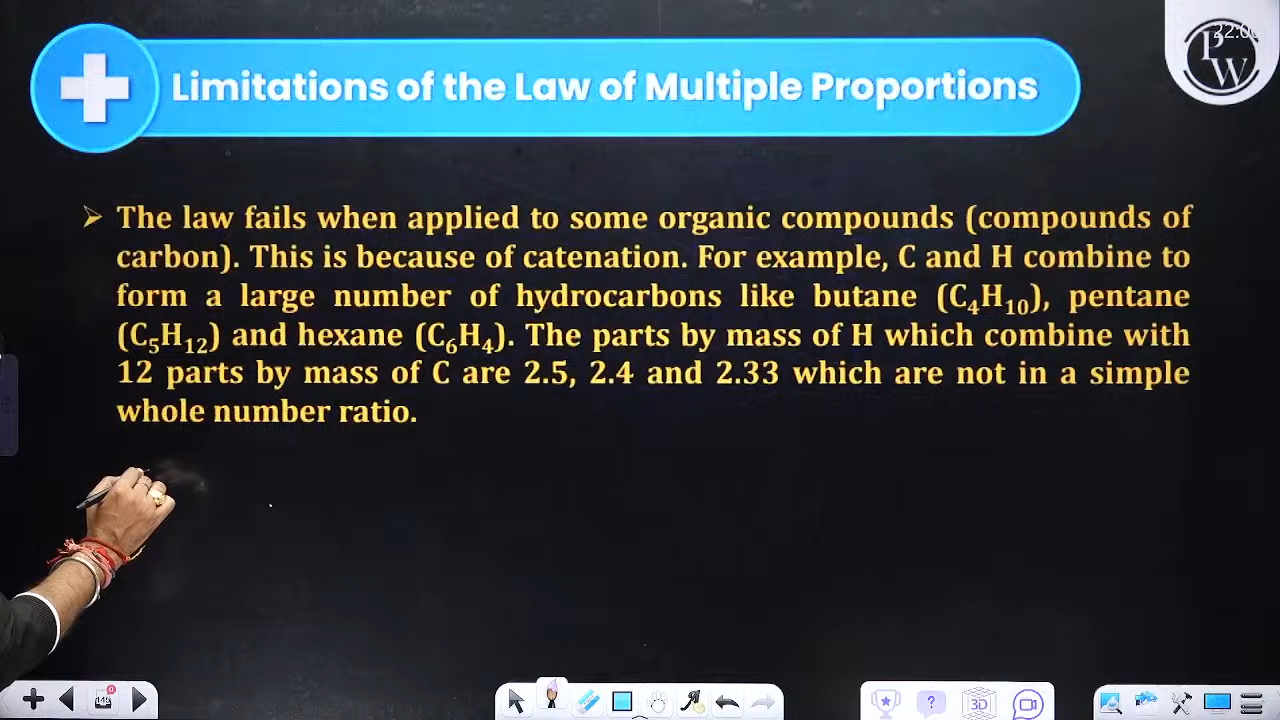 Limitations of the Law of Multiple Proportions
PW
➢ The law fails when applied to some organic compounds (compounds of
carbon). This is because of catenation. For example, C and H combine to
form a large number of hydrocarbons like butane (C₄H₁₀), pentane
(C₅H₁₂) and hexane (C₆H₄). The parts by mass of H which combine with
12 parts by mass of C are 2.5, 2.4 and 2.33 which are not in a simple
whole number ratio.
3D